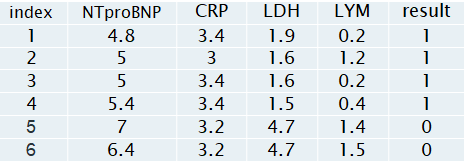 index NTproBNP CRP LDH LYM result
1 4.8 3.4 1.9 0.2 1
2 5 3 1.6 1.2 1
3 5 3.4 1.6 0.2 1
4 5.4 3.4 1.5 0.4 1
5 7 3.2 4.7 1.4 0
6 6.4 3.2 4.7 1.5 0